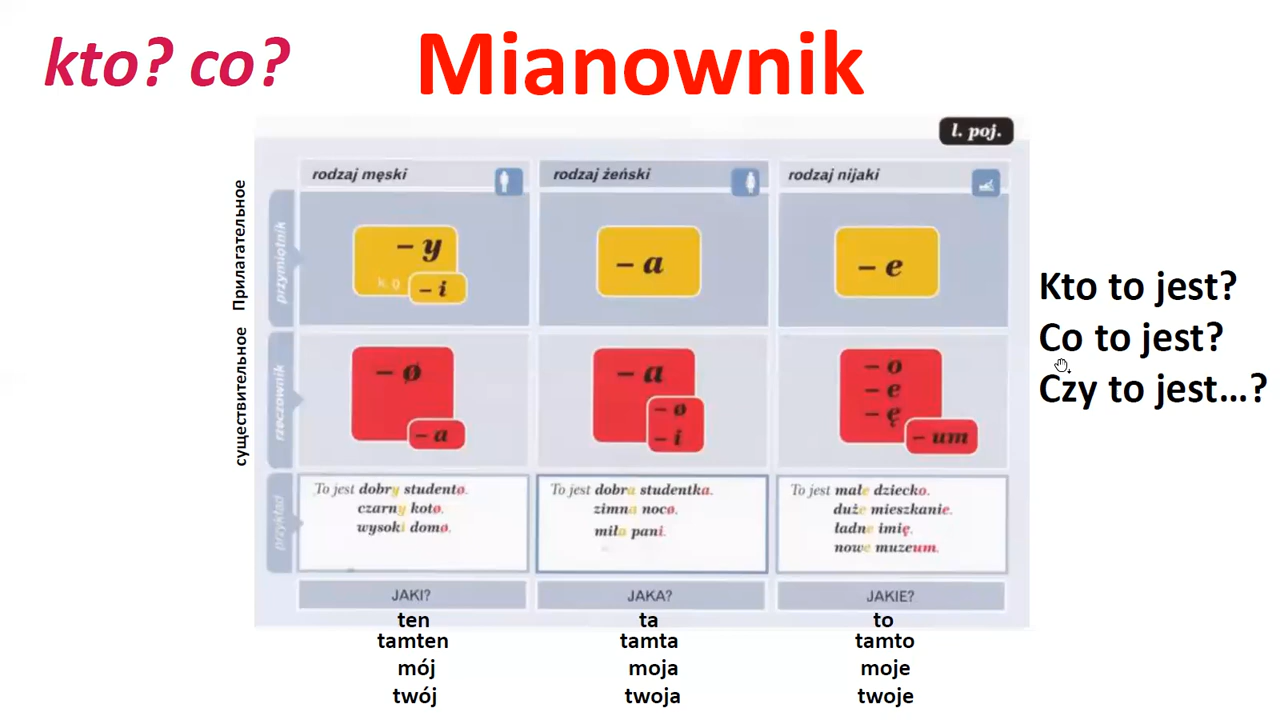 kto? co?
Mianownik
l. poj.
rodzaj męski
rodzaj żeński
rodzaj nijaki
Прилагательное
przymiotnik
– y
k, g
– i
– a
– e
существительное
rzeczownik
– ø
– a
– a
– ø
– i
– o
– e
– ę
– um
przykład
To jest dobry studentø.
czarny kotø.
wysoki domø.
To jest dobra studentka.
zimna nocø.
miła pani.
To jest małe dziecko.
duże mieszkanie.
ładne imię.
nowe muzeum.
JAKI?
JAKA?
JAKIE?
ten
ta
to
tamten
tamta
tamto
mój
moja
moje
twój
twoja
twoje
Kto to jest?
Co to jest?
Czy to jest...?